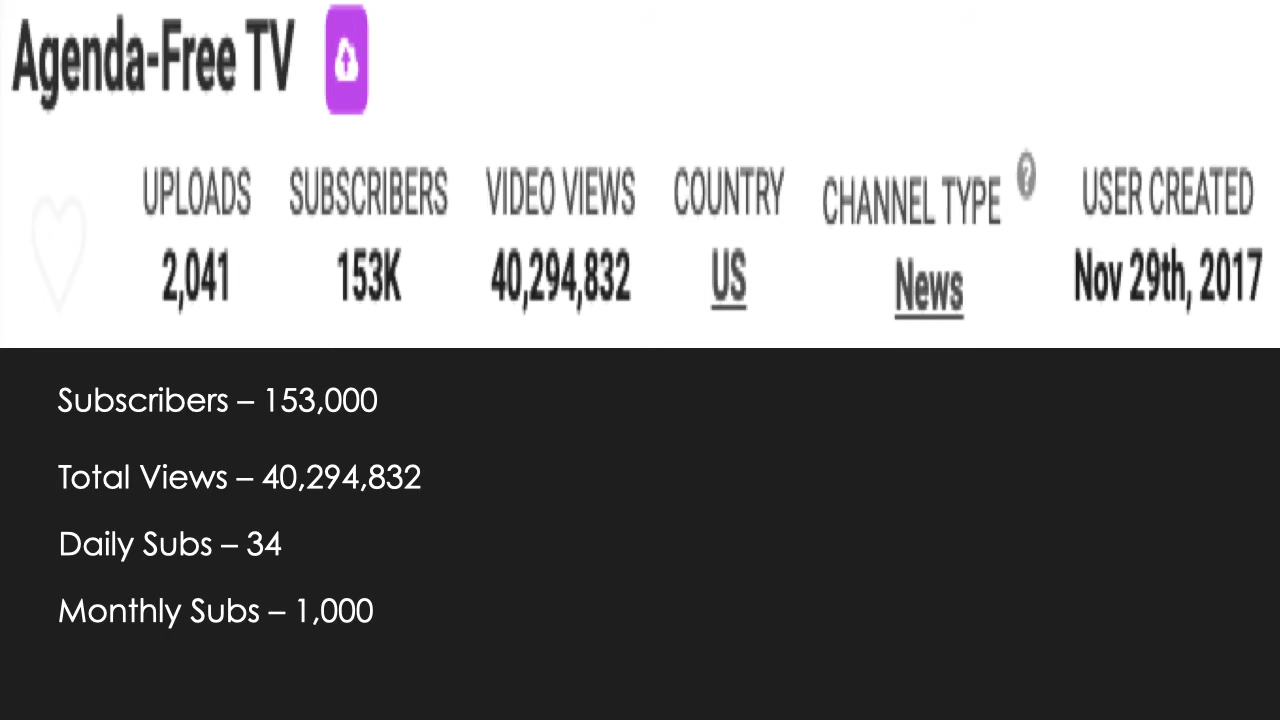 Agenda-Free TV
UPLOADS SUBSCRIBERS VIDEO VIEWS COUNTRY CHANNEL TYPE ? USER CREATED
2,041 153K 40,294,832 US News Nov 29th, 2017
Subscribers – 153,000
Total Views – 40,294,832
Daily Subs – 34
Monthly Subs – 1,000